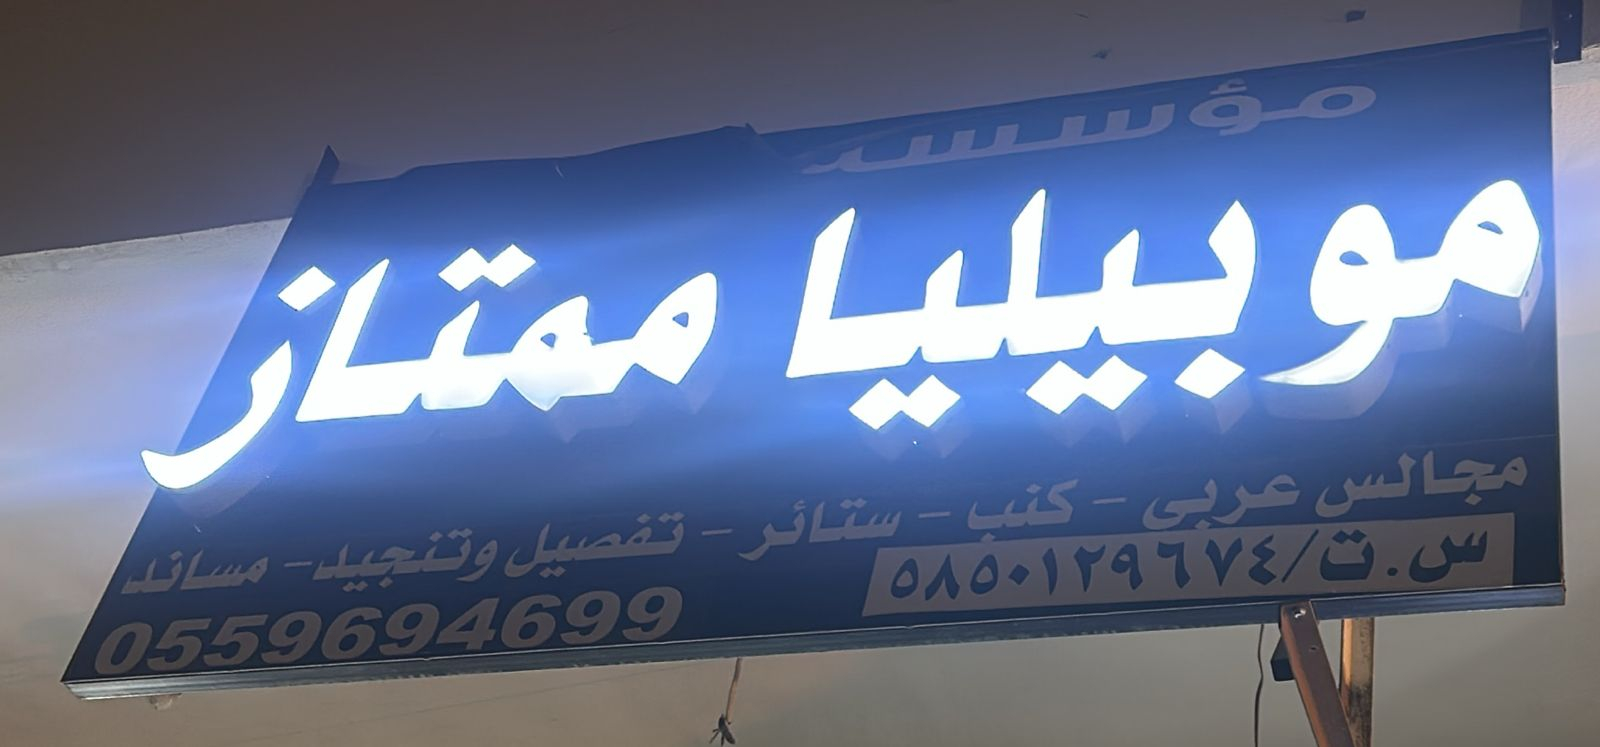 مؤسسة
موبيليا ممتاز
مجالس عربي - كنب - ستائر - تفصيل وتنجيد - مساند
س.ت/٥٨٥٠١٢٩٦٧٤
0559694699